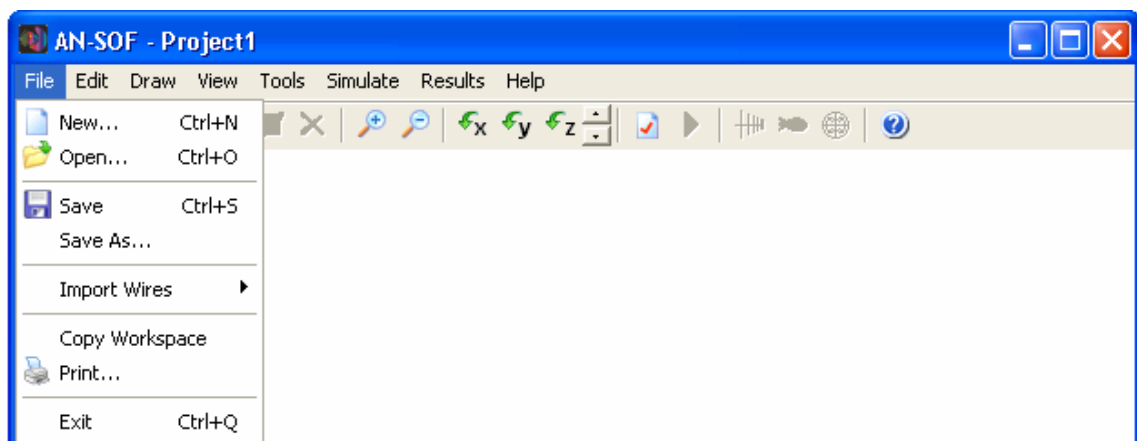 AN-SOF - Project1
File Edit Draw View Tools Simulate Results Help
x y z
New... Ctrl+N
Open... Ctrl+O
Save Ctrl+S
Save As...
Import Wires
Copy Workspace
Print...
Exit Ctrl+Q